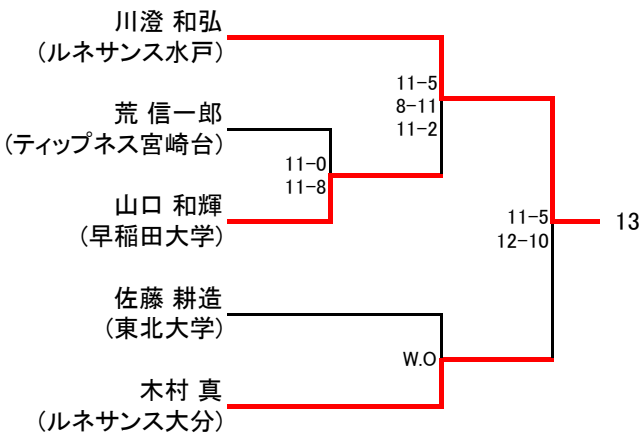 川澄 和弘
(ルネサンス水戸)
荒 信一郎
(ティップネス宮崎台)
山口 和輝
(早稲田大学)
佐藤 耕造
(東北大学)
木村 真
(ルネサンス大分)
11-0
11-8
11-5
8-11
11-2
W.O
11-5
12-10
13